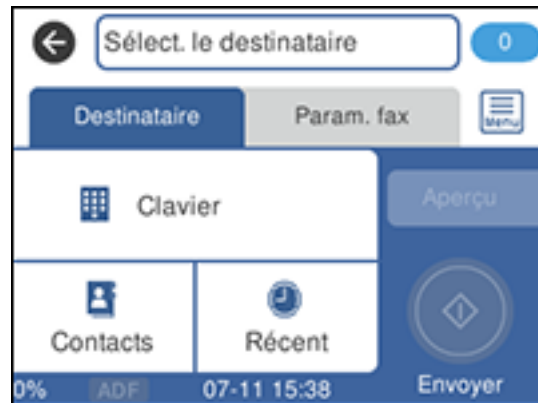 Sélect. le destinataire
0
Destinataire
Param. fax
Menu
Clavier
Aperçu
Contacts
Récent
0%
ADF
07-11 15:38
Envoyer